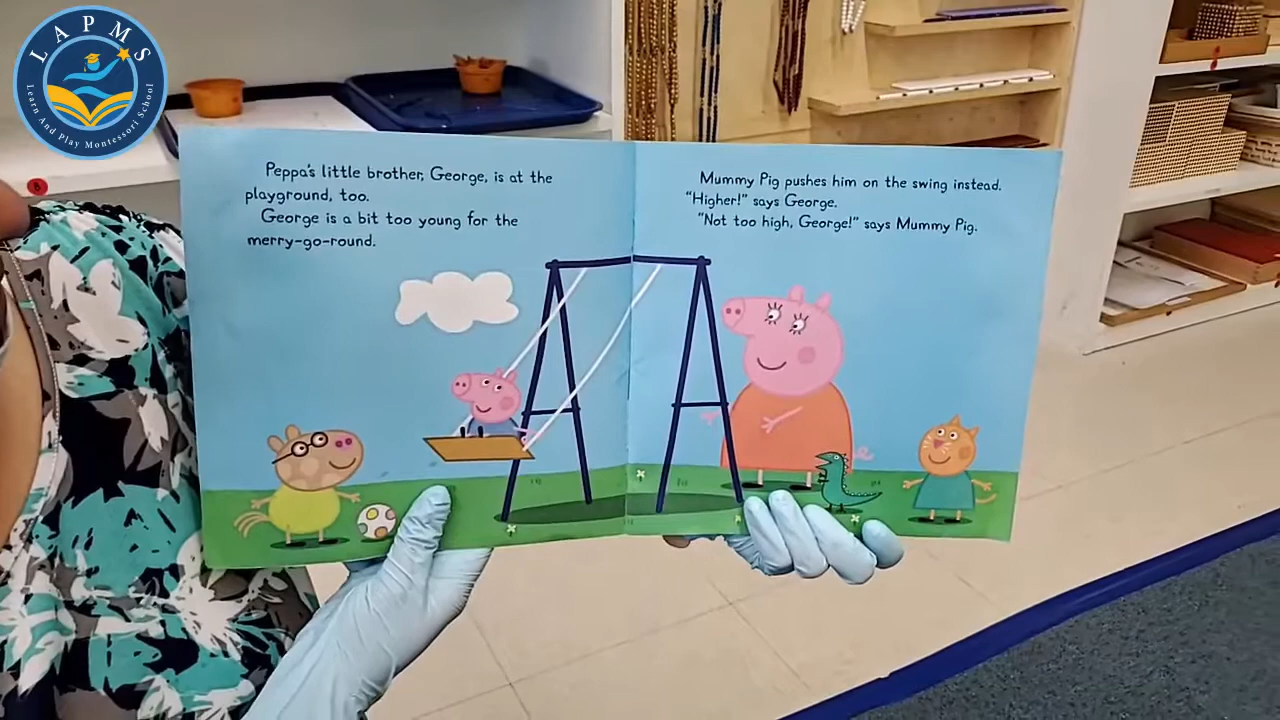 LAPMS
Learn And Play Montessori School
Peppa's little brother, George, is at the
playground, too.
George is a bit too young for the
merry-go-round.
Mummy Pig pushes him on the swing instead.
"Higher!" says George.
"Not too high, George!" says Mummy Pig.
8